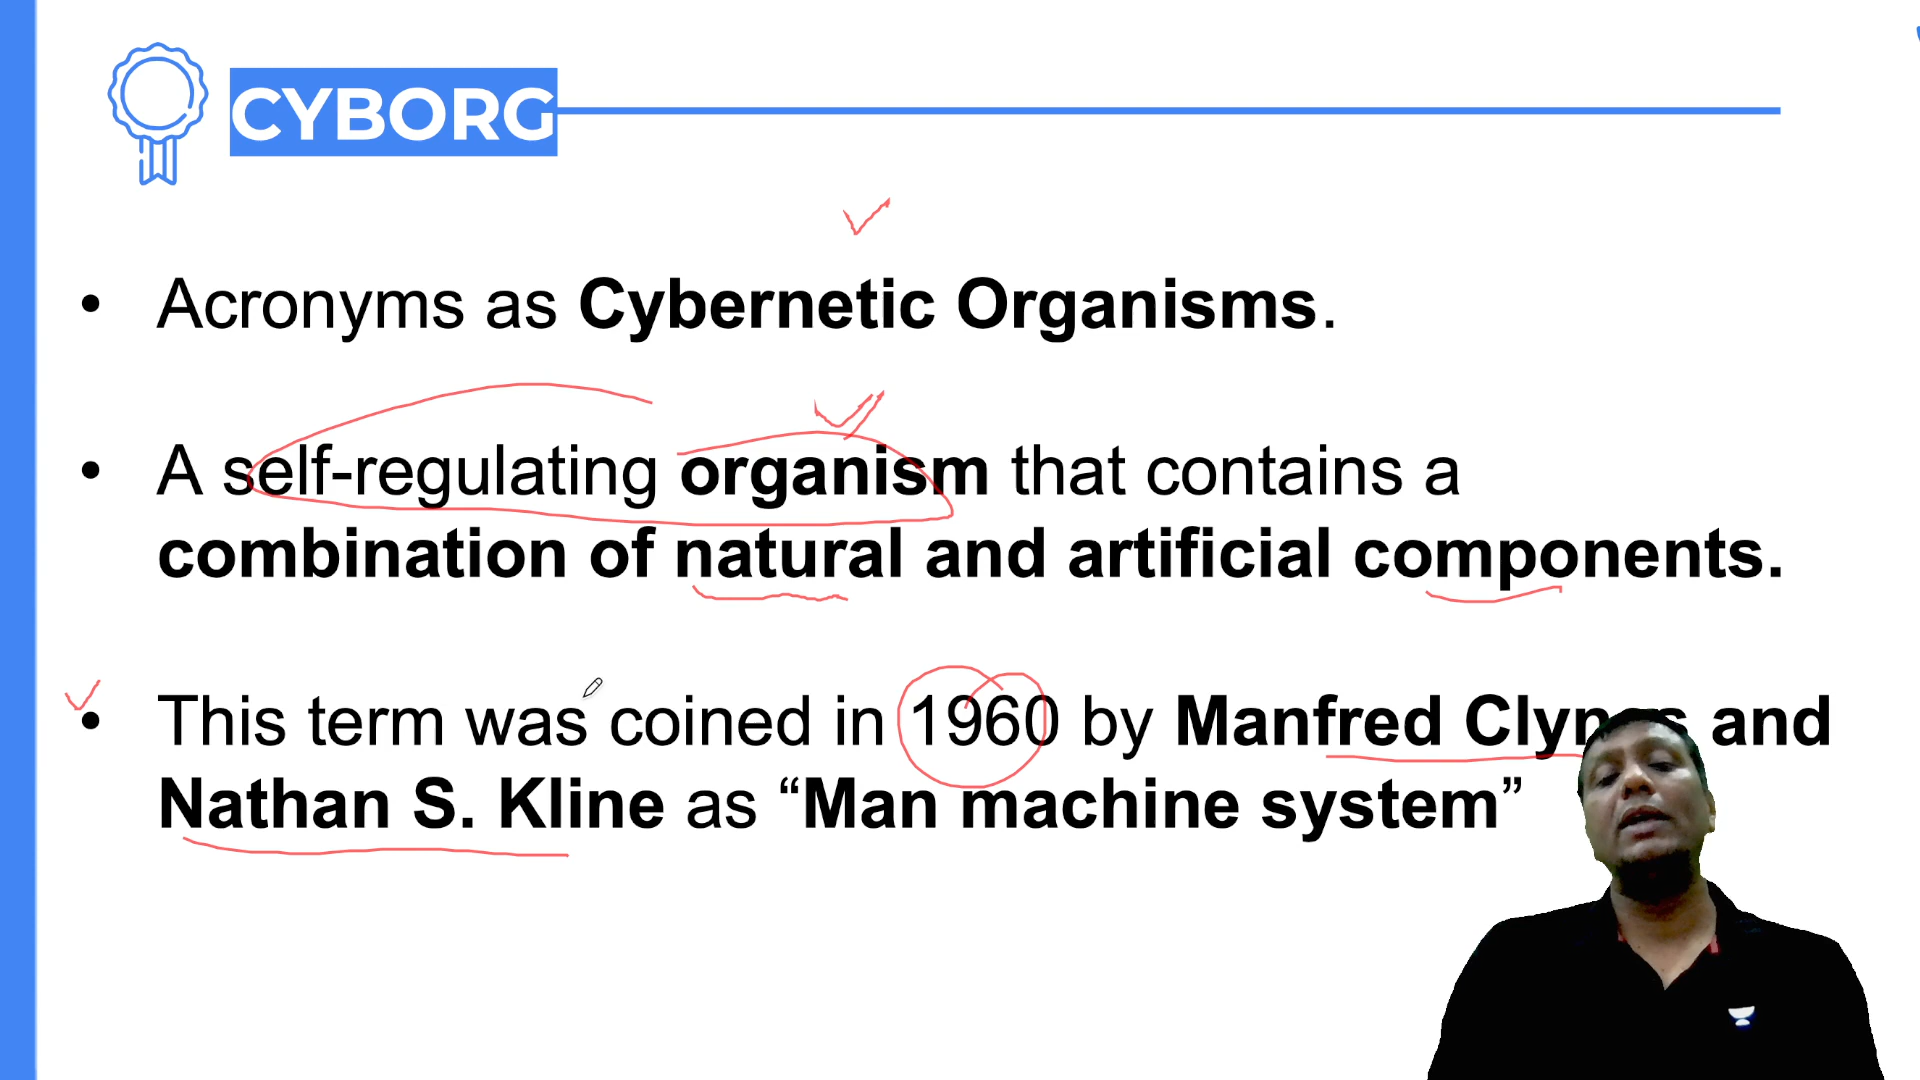 CYBORG
• Acronyms as Cybernetic Organisms.
• A self-regulating organism that contains a
combination of natural and artificial components.
• This term was coined in 1960 by Manfred Clynes and
Nathan S. Kline as “Man machine system”